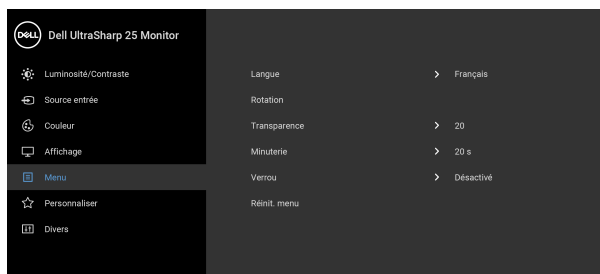 DELL Dell UltraSharp 25 Monitor
Luminosité/Contraste
Source entrée
Couleur
Affichage
Menu
Personnaliser
Divers
Langue Français
Rotation
Transparence 20
Minuterie 20 s
Verrou Désactivé
Réinit. menu